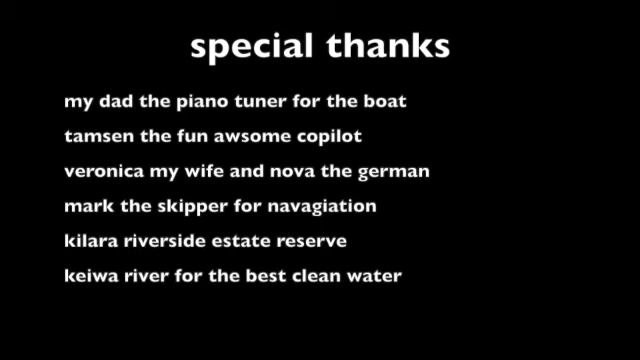 special thanks
my dad the piano tuner for the boat
tamsen the fun awsome copilot
veronica my wife and nova the german
mark the skipper for navagiation
kilara riverside estate reserve
keiwa river for the best clean water